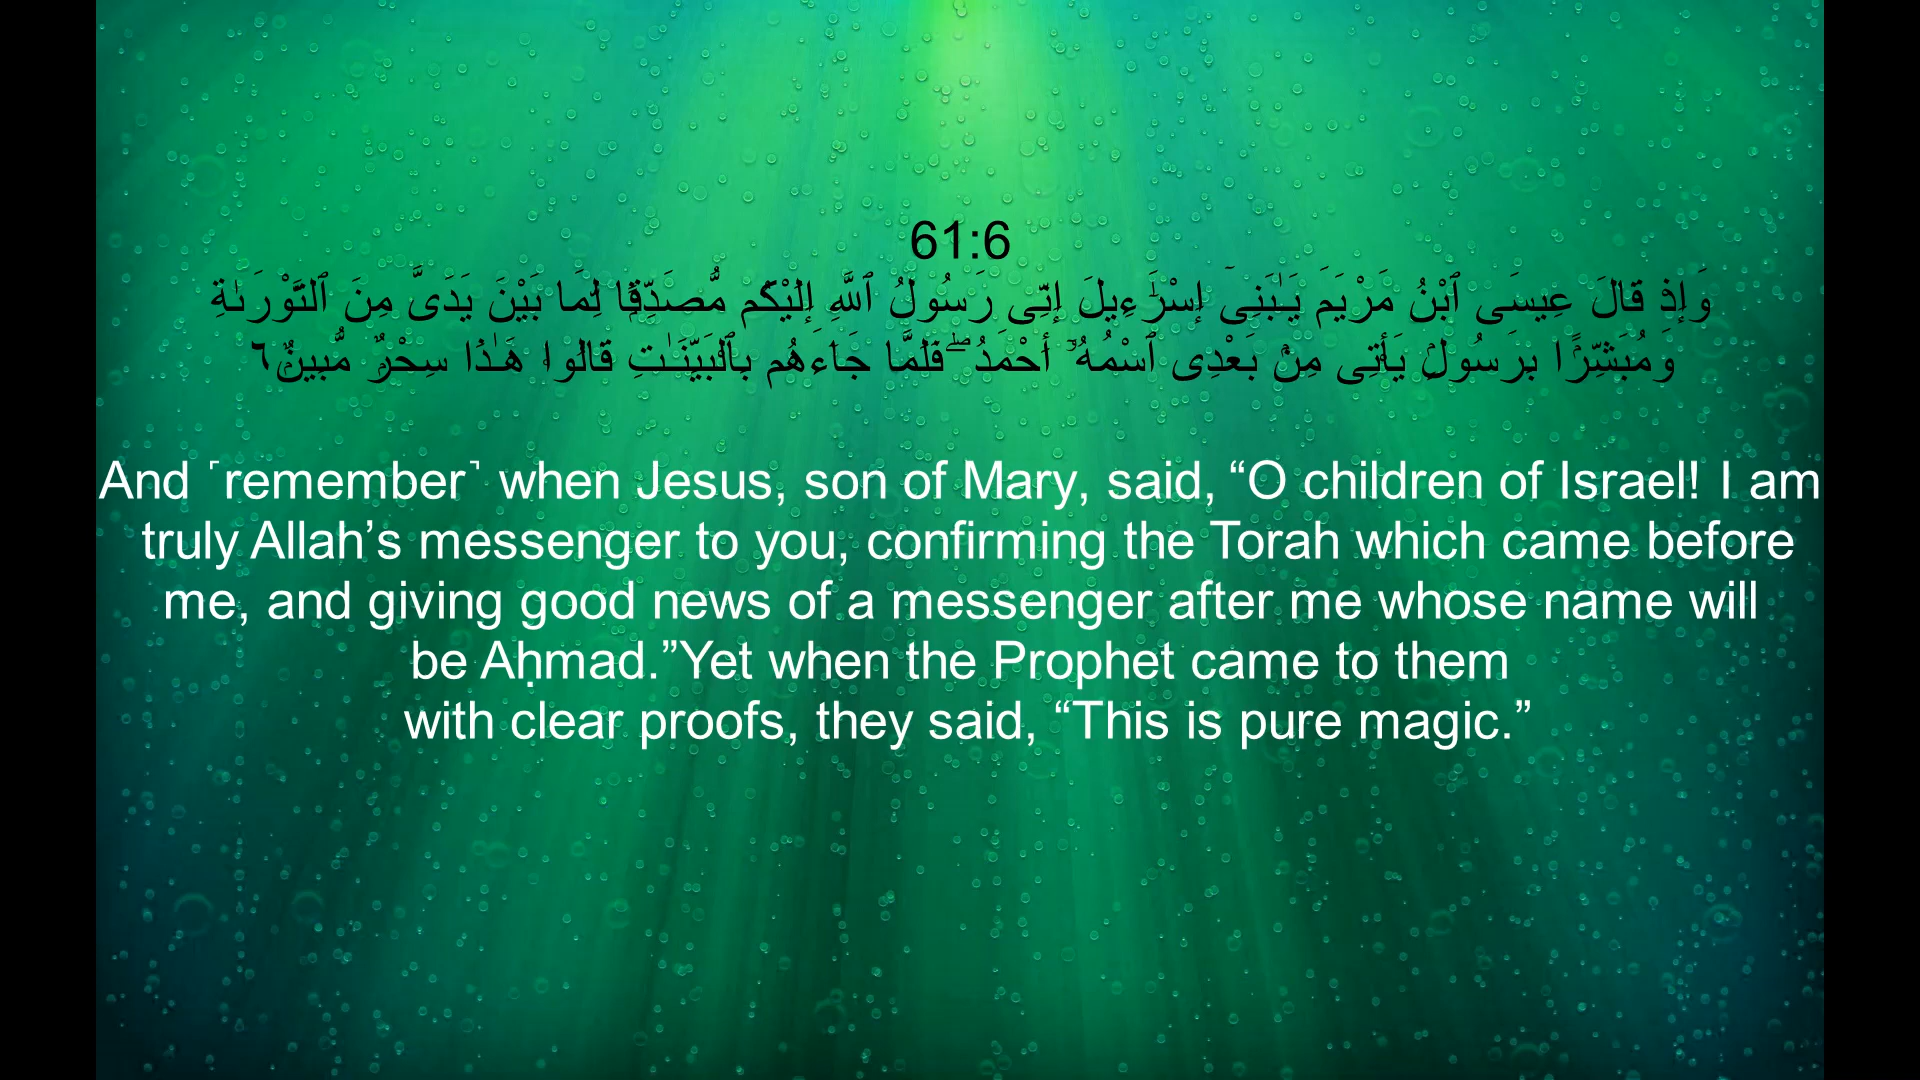 61:6
وَإِذِ قَالَ عِيسَى ٱبْنُ مَرْيَمَ يَـٰبَنِىٓ إِسْرَٰٓءِيلَ إِنِّى رَسُولُ ٱللَّهِ إِلَيْكُم مُّصَدِّقًۭا لِّمَا بَيْنَ يَدَىَّ مِنَ ٱلتَّوْرَىٰةِ
وَمُبَشِّرًۢا بِرَسُولٍۢ يَأْتِى مِنۢ بَعْدِى ٱسْمُهُۥٓ أَحْمَدُ ۖ فَلَمَّا جَآءَهُم بِٱلْبَيِّنَـٰتِ قَالُوا۟ هَـٰذَا سِحْرٌۭ مُّبِينٌۭ ٦
And ˹remember˺ when Jesus, son of Mary, said, “O children of Israel! I am
truly Allah’s messenger to you, confirming the Torah which came before
me, and giving good news of a messenger after me whose name will
be Aḥmad.”Yet when the Prophet came to them
with clear proofs, they said, “This is pure magic.”